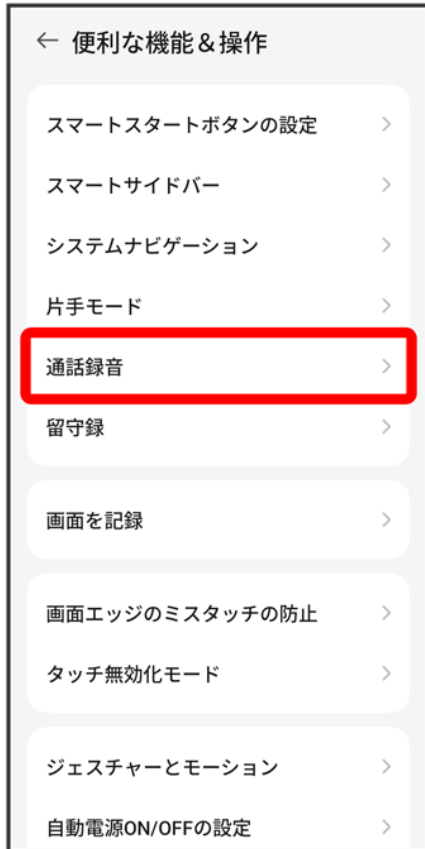 ← 便利な機能＆操作
スマートスタートボタンの設定
スマートサイドバー
システムナビゲーション
片手モード
通話録音
留守録
画面を記録
画面エッジのミスタッチの防止
タッチ無効化モード
ジェスチャーとモーション
自動電源ON/OFFの設定